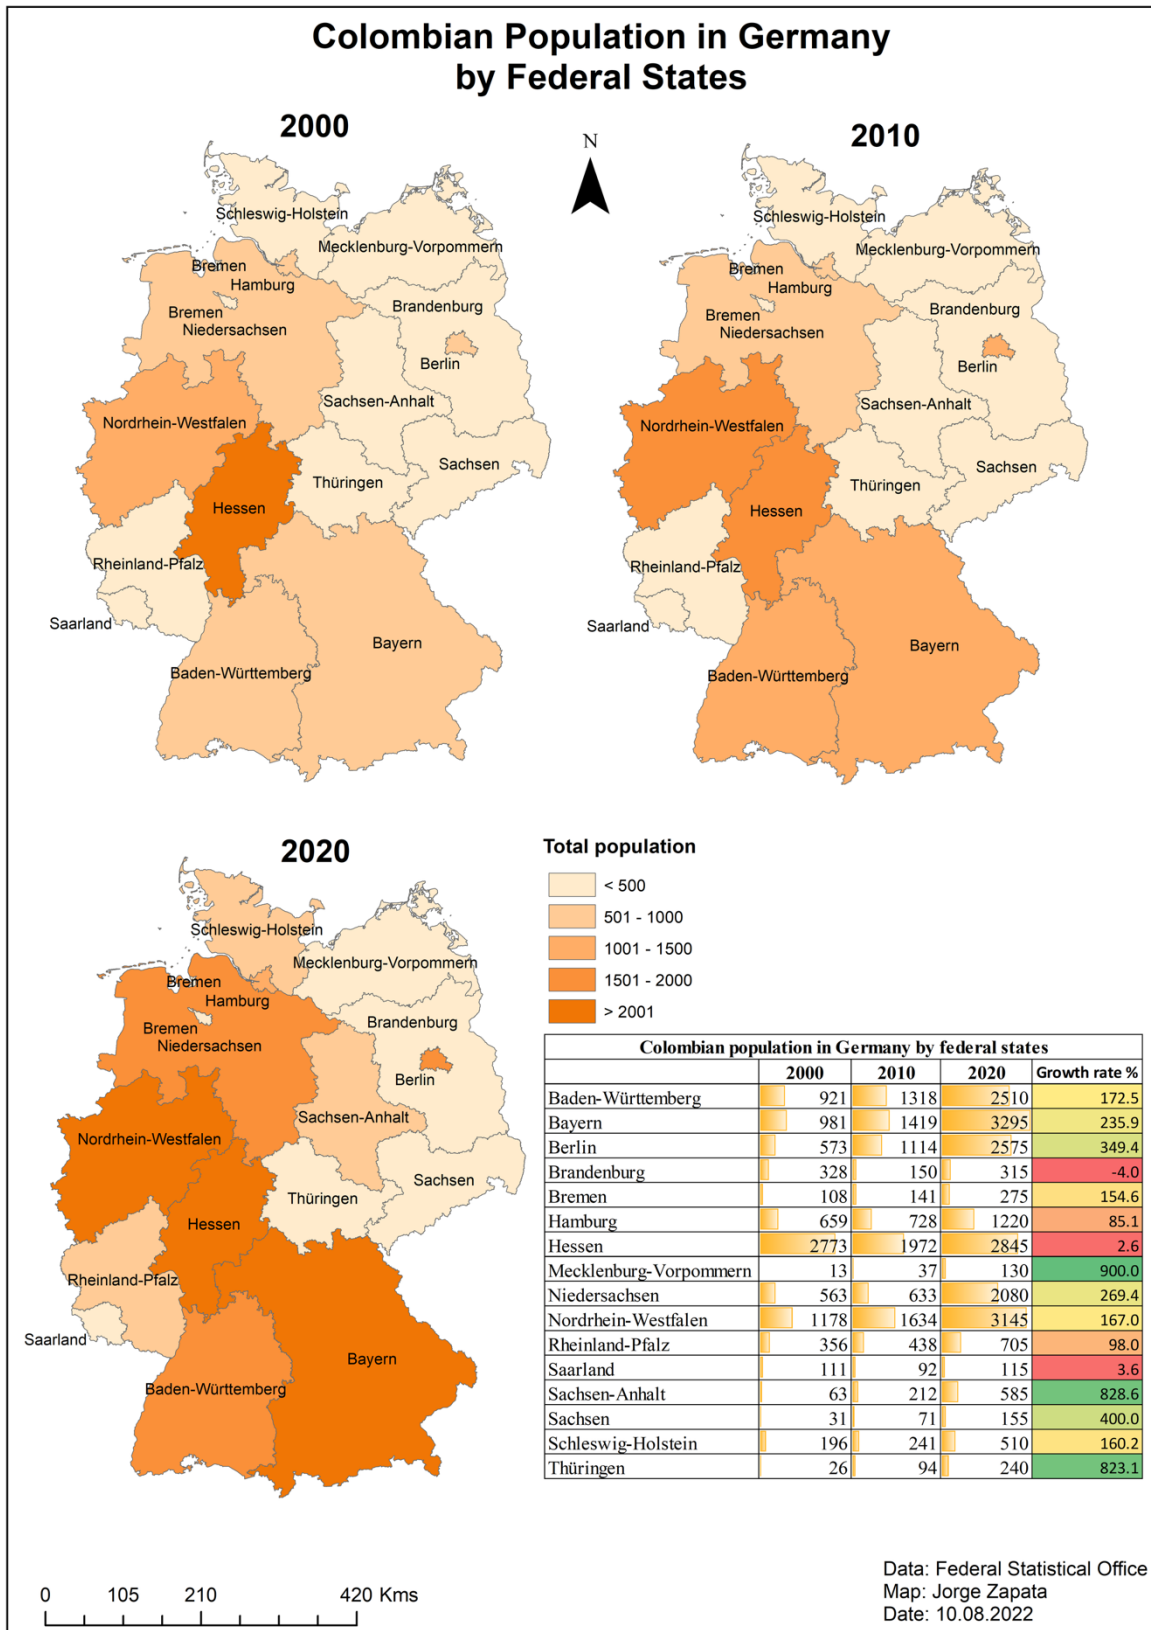 Colombian Population in Germany
by Federal States
2000
N
2010
Schleswig-Holstein
Mecklenburg-Vorpommern
Bremen
Hamburg
Brandenburg
Bremen
Niedersachsen
Berlin
Sachsen-Anhalt
Nordrhein-Westfalen
Sachsen
Thüringen
Hessen
Rheinland-Pfalz
Saarland
Bayern
Baden-Württemberg
Schleswig-Holstein
Mecklenburg-Vorpommern
Bremen
Hamburg
Brandenburg
Bremen
Niedersachsen
Berlin
Sachsen-Anhalt
Nordrhein-Westfalen
Sachsen
Thüringen
Hessen
Rheinland-Pfalz
Saarland
Bayern
Baden-Württemberg
2020
Schleswig-Holstein
Mecklenburg-Vorpommern
Bremen
Hamburg
Brandenburg
Bremen
Niedersachsen
Berlin
Sachsen-Anhalt
Nordrhein-Westfalen
Sachsen
Thüringen
Hessen
Rheinland-Pfalz
Saarland
Bayern
Baden-Württemberg
Total population
< 500
501 - 1000
1001 - 1500
1501 - 2000
> 2001
Colombian population in Germany by federal states
2000 2010 2020 Growth rate %
Baden-Württemberg 921 1318 2510 172.5
Bayern 981 1419 3295 235.9
Berlin 573 1114 2575 349.4
Brandenburg 328 150 315 -4.0
Bremen 108 141 275 154.6
Hamburg 659 728 1220 85.1
Hessen 2773 1972 2845 2.6
Mecklenburg-Vorpommern 13 37 130 900.0
Niedersachsen 563 633 2080 269.4
Nordrhein-Westfalen 1178 1634 3145 167.0
Rheinland-Pfalz 356 438 705 98.0
Saarland 111 92 115 3.6
Sachsen-Anhalt 63 212 585 828.6
Sachsen 31 71 155 400.0
Schleswig-Holstein 196 241 510 160.2
Thüringen 26 94 240 823.1
0 105 210 420 Kms
Data: Federal Statistical Office
Map: Jorge Zapata
Date: 10.08.2022